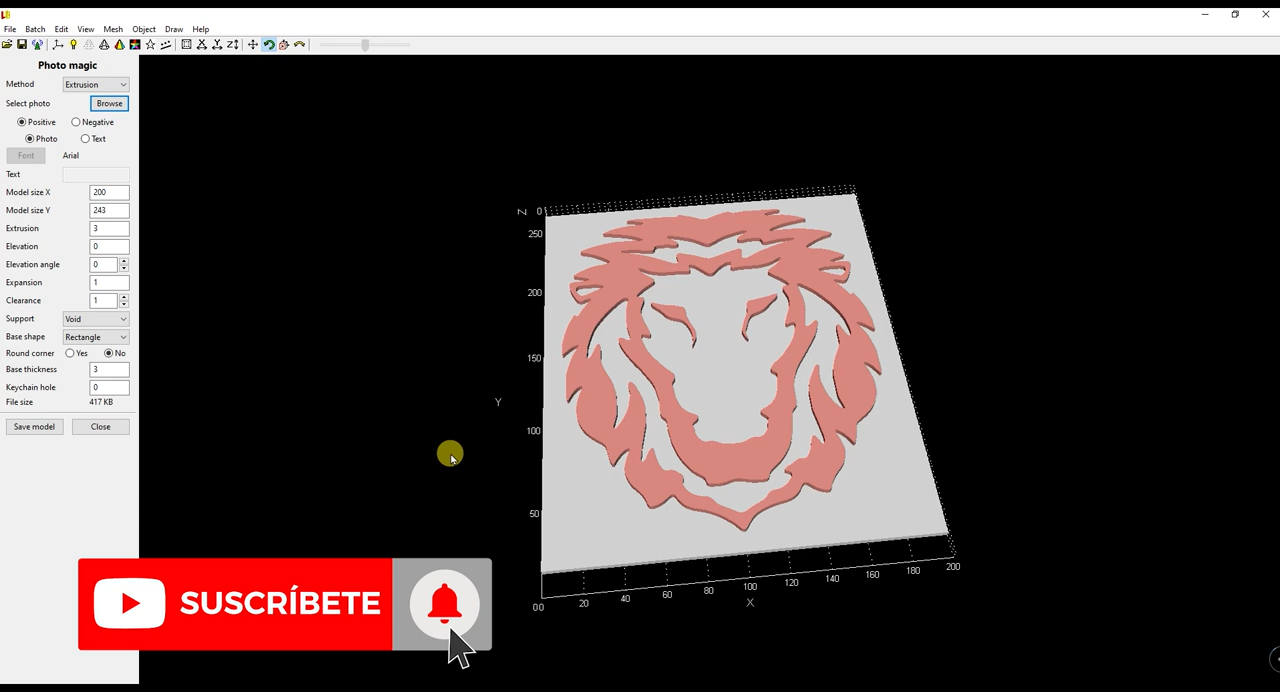 File Batch Edit View Mesh Object Draw Help
Photo magic
Method Extrusion
Select photo Browse
Positive Negative
Photo Text
Font Arial
Text
Model size X 200
Model size Y 243
Extrusion 3
Elevation 0
Elevation angle 0
Expansion 1
Clearance 1
Support Void
Base shape Rectangle
Round corner Yes No
Base thickness 3
Keychain hole 0
File size 417 KB
Save model Close
Z 0
250
200
150
Y
100
50
00 20 40 60 80 100 120 140 160 180 200
X
SUSCRÍBETE